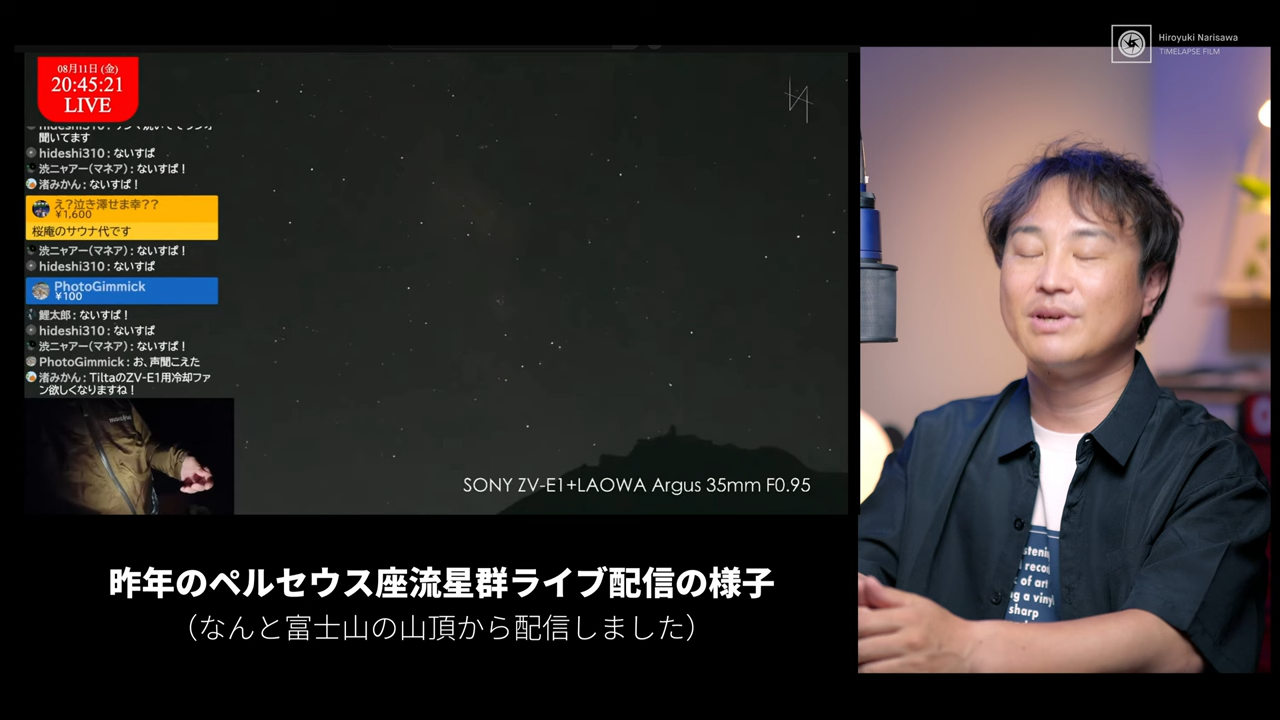 Hiroyuki Narisawa
TIMELAPSE FILM
08月11日 (金)
20:45:21
LIVE
聞いてます
hideshi310 : ないすぱ
渋ニャアー(マネア) : ないすぱ！
渚みかん : ないすぱ！
え?泣き澤せま幸??
￥1,600
桜庵のサウナ代です
渋ニャアー(マネア) : ないすぱ！
hideshi310 : ないすぱ
PhotoGimmick
￥100
鯉太郎 : ないすぱ！
hideshi310 : ないすぱ
渋ニャアー(マネア) : ないすぱ！
PhotoGimmick : お、声聞こえた
渚みかん : TiltaのZV-E1用冷却ファ
ン欲しくなりますね！
SONY ZV-E1+LAOWA Argus 35mm F0.95
昨年のペルセウス座流星群ライブ配信の様子
（なんと富士山の山頂から配信しました）
of art
g a viny
sharp